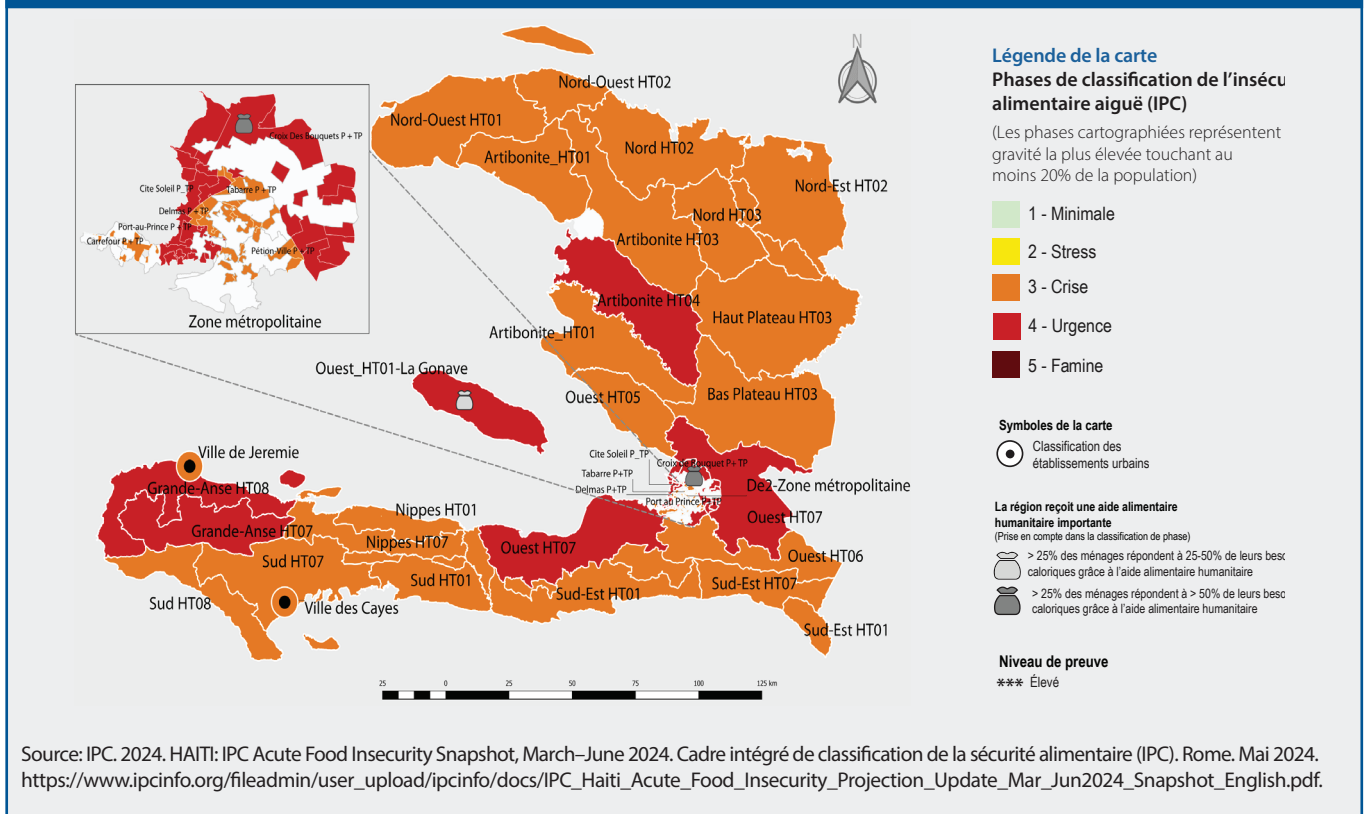 Nord-Ouest HT02
Nord-Ouest HT01
Artibonite_HT01
Nord HT02
Nord-Est HT02
Nord HT03
Artibonite HT03
Artibonite HT04
Haut Plateau HT03
Artibonite_HT01
Ouest_HT01-La Gonave
Ouest HT05
Bas Plateau HT03
Cite Soleil P_TP
Croix de Bouquet P+ TP
Tabarre P+TP
Delmas P+TP
De2-Zone métropolitaine
Port au Prince P+TP
Ouest HT07
Ville de Jeremie
Grande-Anse HT08
Grande-Anse HT07
Nippes HT01
Nippes HT07
Ouest HT07
Ouest HT06
Sud HT07
Sud HT01
Sud-Est HT07
Sud-Est HT01
Sud HT08
Ville des Cayes
Sud-Est HT01
Croix Des Bouquets P + TP
Cite Soleil P_TP
Tabarre P + TP
Delmas P + TP
Port-au-Prince P + TP
Carrefour P + TP
Pétion-Ville P + TP
Zone métropolitaine
N
25 0 25 50 75 100 125 km
Légende de la carte
Phases de classification de l’insécu
alimentaire aiguë (IPC)
(Les phases cartographiées représentent
gravité la plus élevée touchant au
moins 20% de la population)
1 - Minimale
2 - Stress
3 - Crise
4 - Urgence
5 - Famine
Symboles de la carte
Classification des
établissements urbains
La région reçoit une aide alimentaire
humanitaire importante
(Prise en compte dans la classification de phase)
> 25% des ménages répondent à 25-50% de leurs beso
caloriques grâce à l’aide alimentaire humanitaire
> 25% des ménages répondent à > 50% de leurs beso
caloriques grâce à l’aide alimentaire humanitaire
Niveau de preuve
*** Élevé
Source: IPC. 2024. HAITI: IPC Acute Food Insecurity Snapshot, March–June 2024. Cadre intégré de classification de la sécurité alimentaire (IPC). Rome. Mai 2024.
https://www.ipcinfo.org/fileadmin/user_upload/ipcinfo/docs/IPC_Haiti_Acute_Food_Insecurity_Projection_Update_Mar_Jun2024_Snapshot_English.pdf.